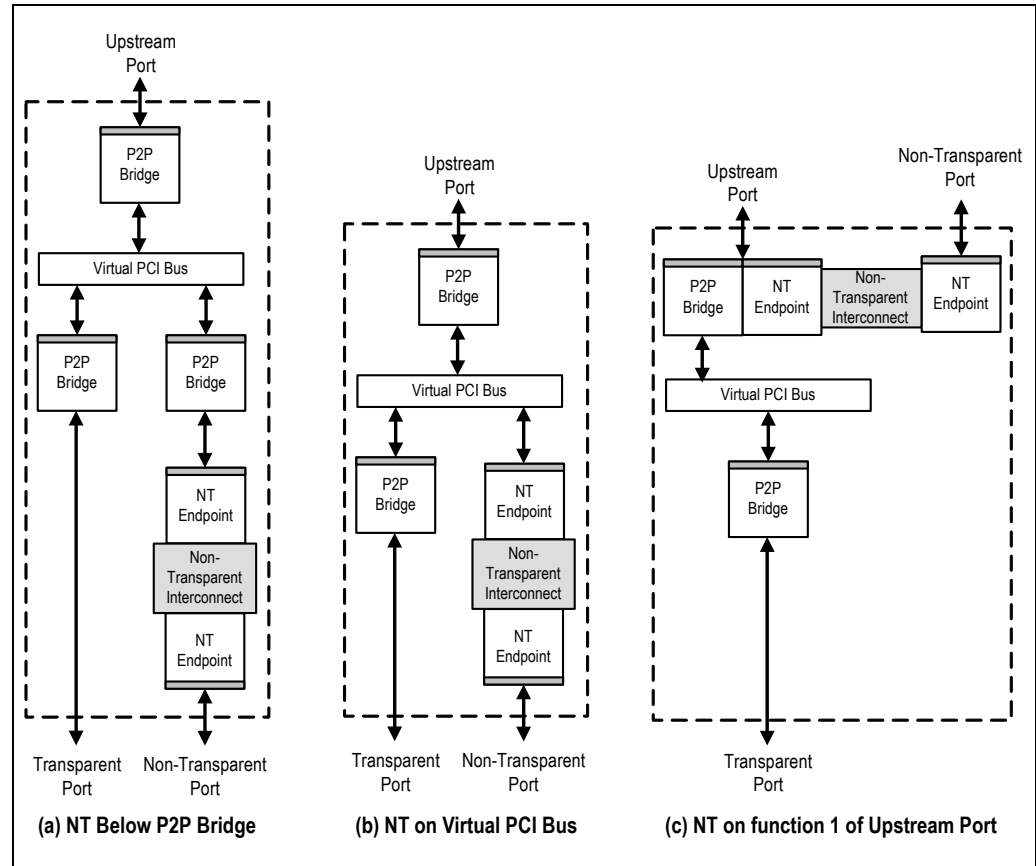 Upstream
Port
P2P
Bridge
Virtual PCI Bus
P2P
Bridge
P2P
Bridge
NT
Endpoint
Non-
Transparent
Interconnect
NT
Endpoint
Transparent
Port
Non-Transparent
Port
(a) NT Below P2P Bridge
Upstream
Port
P2P
Bridge
Virtual PCI Bus
P2P
Bridge
NT
Endpoint
Non-
Transparent
Interconnect
NT
Endpoint
Transparent
Port
Non-Transparent
Port
(b) NT on Virtual PCI Bus
Upstream
Port
Non-Transparent
Port
P2P
Bridge
NT
Endpoint
Non-
Transparent
Interconnect
NT
Endpoint
Virtual PCI Bus
P2P
Bridge
Transparent
Port
(c) NT on function 1 of Upstream Port